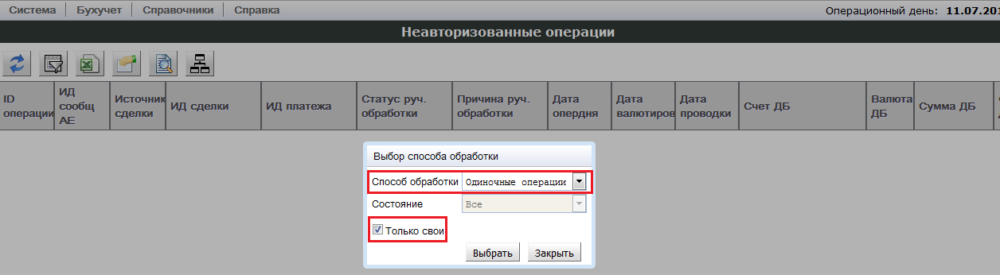 Система Бухучет Справочники Справка Операционный день: 11.07.201
Неавторизованные операции
ID операции
ИД сообщ АЕ
Источник сделки
ИД сделки
ИД платежа
Статус руч. обработки
Причина руч. обработки
Дата опердня
Дата валютиров
Дата проводки
Счет ДБ
Валюта ДБ
Сумма ДБ
Выбор способа обработки
Способ обработки Одиночные операции
Состояние Все
Только свои
Выбрать Закрыть